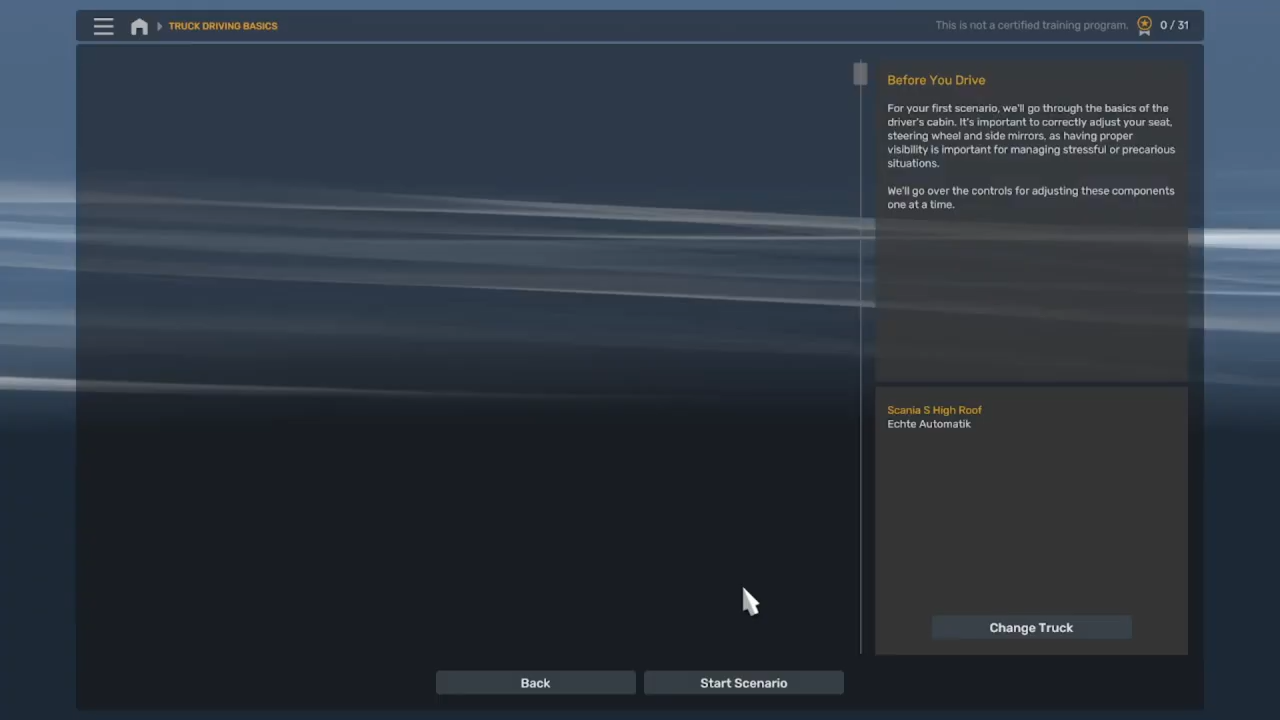 TRUCK DRIVING BASICS
This is not a certified training program.
0 / 31
Before You Drive
For your first scenario, we'll go through the basics of the
driver's cabin. It's important to correctly adjust your seat,
steering wheel and side mirrors, as having proper
visibility is important for managing stressful or precarious
situations.
We'll go over the controls for adjusting these components
one at a time.
Scania S High Roof
Echte Automatik
Change Truck
Back
Start Scenario